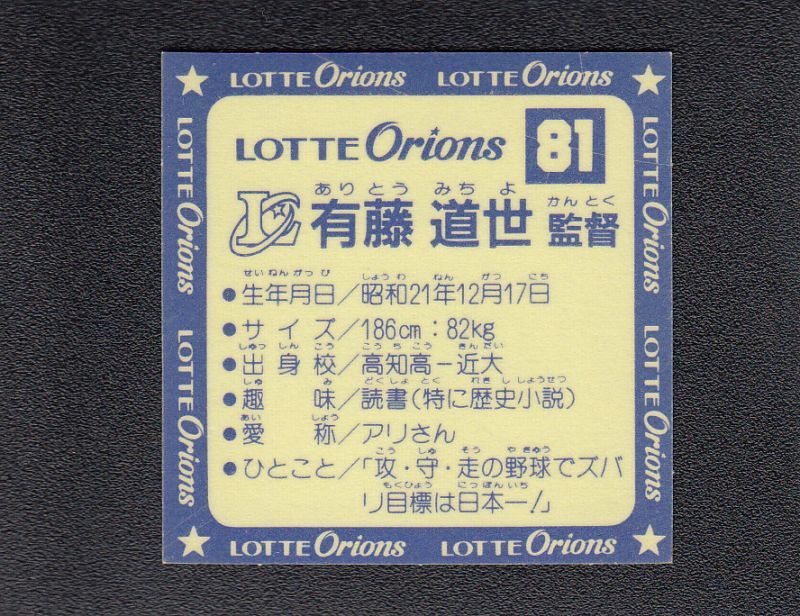 LOTTE Orions LOTTE Orions
LOTTE Orions
LOTTE Orions
LOTTE Orions
LOTTE Orions
LOTTE Orions 81
ありとう みちよ かんとく
有藤 道世 監督
せいねんがっぴ しょうわ ねん がつ にち
●生年月日/昭和21年12月17日
●サイズ/186cm:82kg
しゅっしんこう こうちこう きんだい
●出身校/高知高-近大
しゅみ どくしょ とく れきし しょうせつ
●趣味/読書(特に歴史小説)
あいしょう
●愛称/アリさん
こう しゅ そう やきゅう
●ひとこと/「攻・守・走の野球でズバ
もくひょう にっぽんいち
リ目標は日本一!」
LOTTE Orions LOTTE Orions